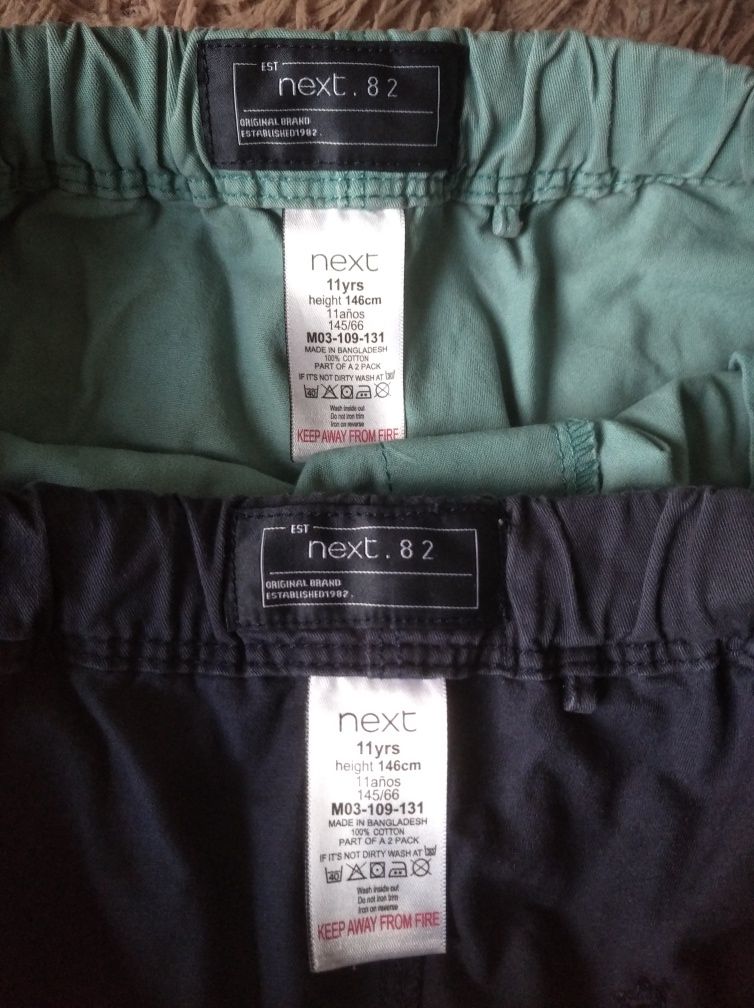 EST
next.82
ORIGINAL BRAND
ESTABLISHED1982.
next
11yrs
height 146cm
11años
145/66
M03-109-131
MADE IN BANGLADESH
100% COTTON
PART OF A 2 PACK
IF IT'S NOT DIRTY WASH AT 30°
40
Wash inside out
Do not iron trim
Iron on reverse
KEEP AWAY FROM FIRE
EST
next.82
ORIGINAL BRAND
ESTABLISHED1982.
next
11yrs
height 146cm
11años
145/66
M03-109-131
MADE IN BANGLADESH
100% COTTON
PART OF A 2 PACK
IF IT'S NOT DIRTY WASH AT 30°
40
Wash inside out
Do not iron trim
Iron on reverse
KEEP AWAY FROM FIRE